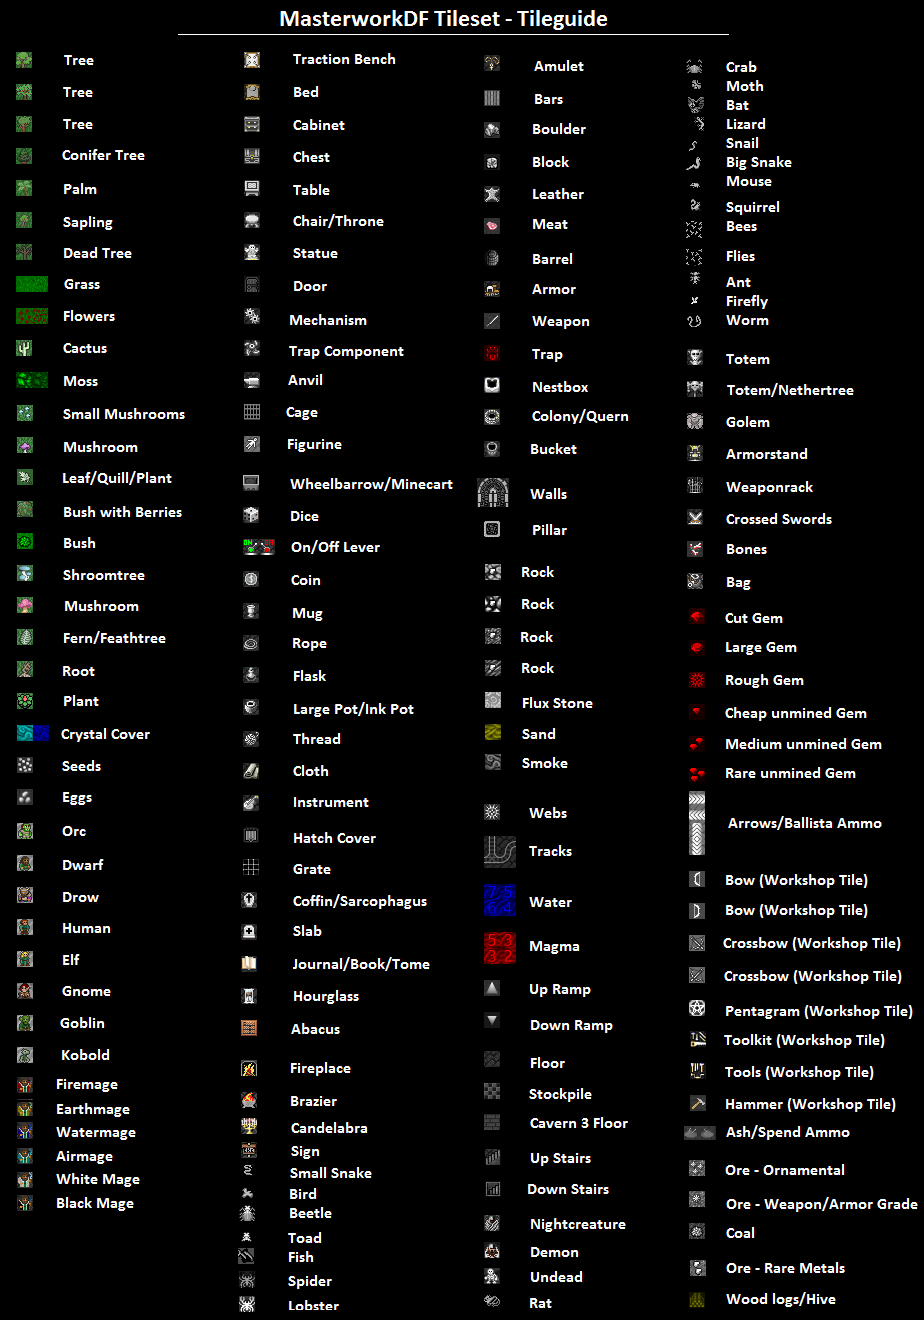 MasterworkDF Tileset - Tileguide
Tree
Tree
Tree
Conifer Tree
Palm
Sapling
Dead Tree
Grass
Flowers
Cactus
Moss
Small Mushrooms
Mushroom
Leaf/Quill/Plant
Bush with Berries
Bush
Shroomtree
Mushroom
Fern/Feathtree
Root
Plant
Crystal Cover
Seeds
Eggs
Orc
Dwarf
Drow
Human
Elf
Gnome
Goblin
Kobold
Firemage
Earthmage
Watermage
Airmage
White Mage
Black Mage
Traction Bench
Bed
Cabinet
Chest
Table
Chair/Throne
Statue
Door
Mechanism
Trap Component
Anvil
Cage
Figurine
Wheelbarrow/Minecart
Dice
On/Off Lever
Coin
Mug
Rope
Flask
Large Pot/Ink Pot
Thread
Cloth
Instrument
Hatch Cover
Grate
Coffin/Sarcophagus
Slab
Journal/Book/Tome
Hourglass
Abacus
Fireplace
Brazier
Candelabra
Sign
Small Snake
Bird
Beetle
Toad
Fish
Spider
Lobster
Amulet
Bars
Boulder
Block
Leather
Meat
Barrel
Armor
Weapon
Trap
Nestbox
Colony/Quern
Bucket
Walls
Pillar
Rock
Rock
Rock
Rock
Flux Stone
Sand
Smoke
Webs
Tracks
7 5
6 4
Water
5 3
3 2
Magma
Up Ramp
Down Ramp
Floor
Stockpile
Cavern 3 Floor
Up Stairs
Down Stairs
Nightcreature
Demon
Undead
Rat
Crab
Moth
Bat
Lizard
Snail
Big Snake
Mouse
Squirrel
Bees
Flies
Ant
Firefly
Worm
Totem
Totem/Nethertree
Golem
Armorstand
Weaponrack
Crossed Swords
Bones
Bag
Cut Gem
Large Gem
Rough Gem
Cheap unmined Gem
Medium unmined Gem
Rare unmined Gem
Arrows/Ballista Ammo
Bow (Workshop Tile)
Bow (Workshop Tile)
Crossbow (Workshop Tile)
Crossbow (Workshop Tile)
Pentagram (Workshop Tile)
Toolkit (Workshop Tile)
Tools (Workshop Tile)
Hammer (Workshop Tile)
Ash/Spend Ammo
Ore - Ornamental
Ore - Weapon/Armor Grade
Coal
Ore - Rare Metals
Wood logs/Hive